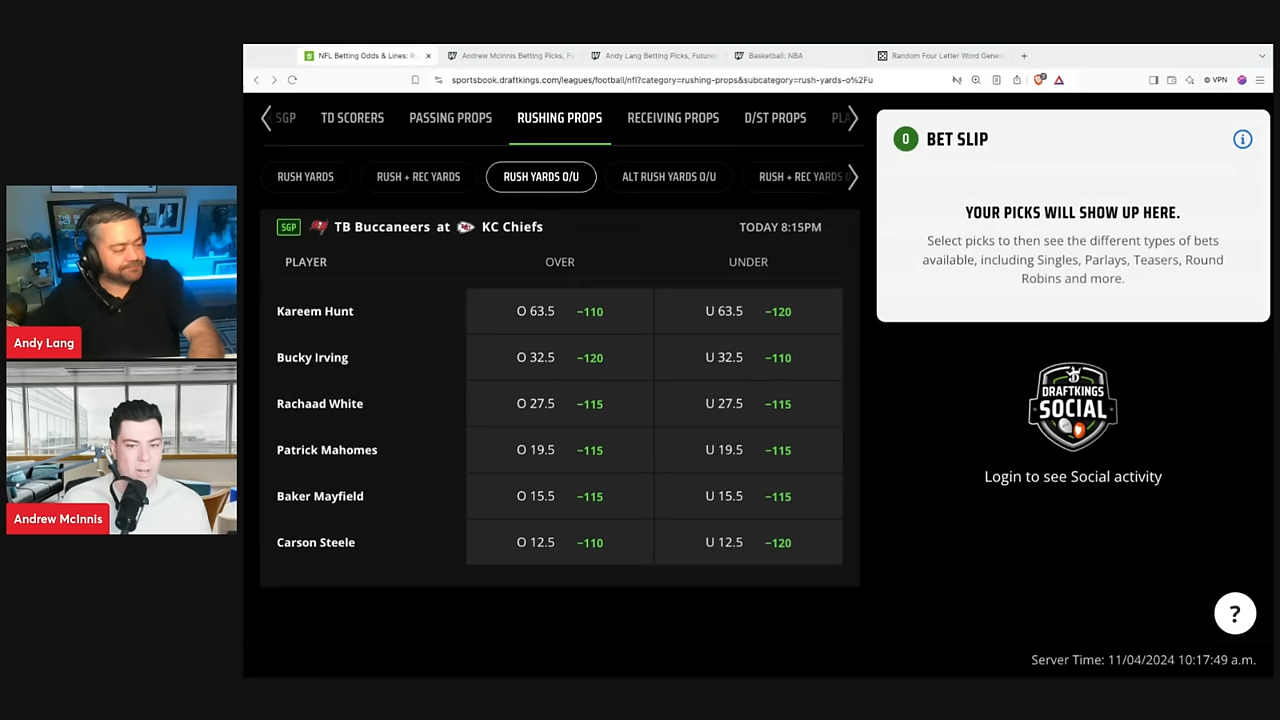 NFL Betting Odds & Lines: R
Andrew McInnis Betting Picks, Fu
Andy Lang Betting Picks, Futures
Basketball: NBA
Random Four Letter Word Gene
sportsbook.draftkings.com/leagues/football/nfl?category=rushing-props&subcategory=rush-yards-o%2Fu
VPN
SGP
TD SCORERS
PASSING PROPS
RUSHING PROPS
RECEIVING PROPS
D/ST PROPS
PLA
RUSH YARDS
RUSH + REC YARDS
RUSH YARDS O/U
ALT RUSH YARDS O/U
RUSH + REC YARDS O
SGP TB Buccaneers at KC Chiefs TODAY 8:15PM
PLAYER OVER UNDER
Kareem Hunt O 63.5 −110 U 63.5 −120
Bucky Irving O 32.5 −120 U 32.5 −110
Rachaad White O 27.5 −115 U 27.5 −115
Patrick Mahomes O 19.5 −115 U 19.5 −115
Baker Mayfield O 15.5 −115 U 15.5 −115
Carson Steele O 12.5 −110 U 12.5 −120
0 BET SLIP
YOUR PICKS WILL SHOW UP HERE.
Select picks to then see the different types of bets
available, including Singles, Parlays, Teasers, Round
Robins and more.
DRAFTKINGS
SOCIAL
Login to see Social activity
?
Server Time: 11/04/2024 10:17:49 a.m.
Andy Lang
Andrew McInnis